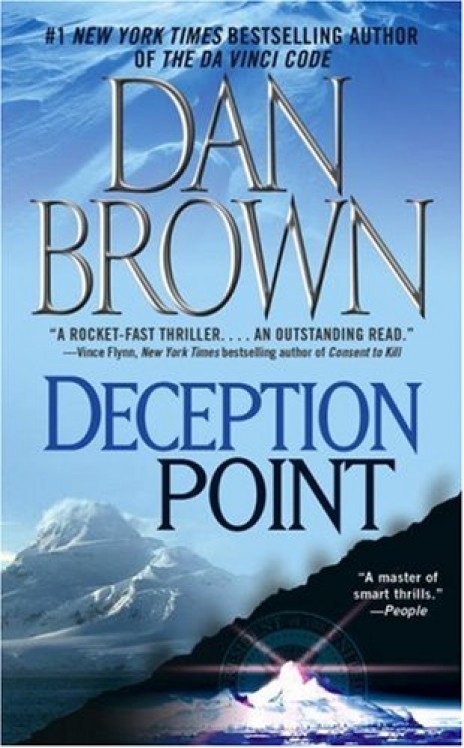 #1 NEW YORK TIMES BESTSELLING AUTHOR
OF THE DA VINCI CODE
DAN
BROWN
"A ROCKET-FAST THRILLER. . . . AN OUTSTANDING READ."
—Vince Flynn, New York Times bestselling author of Consent to Kill
DECEPTION
POINT
"A master of
smart thrills."
—People